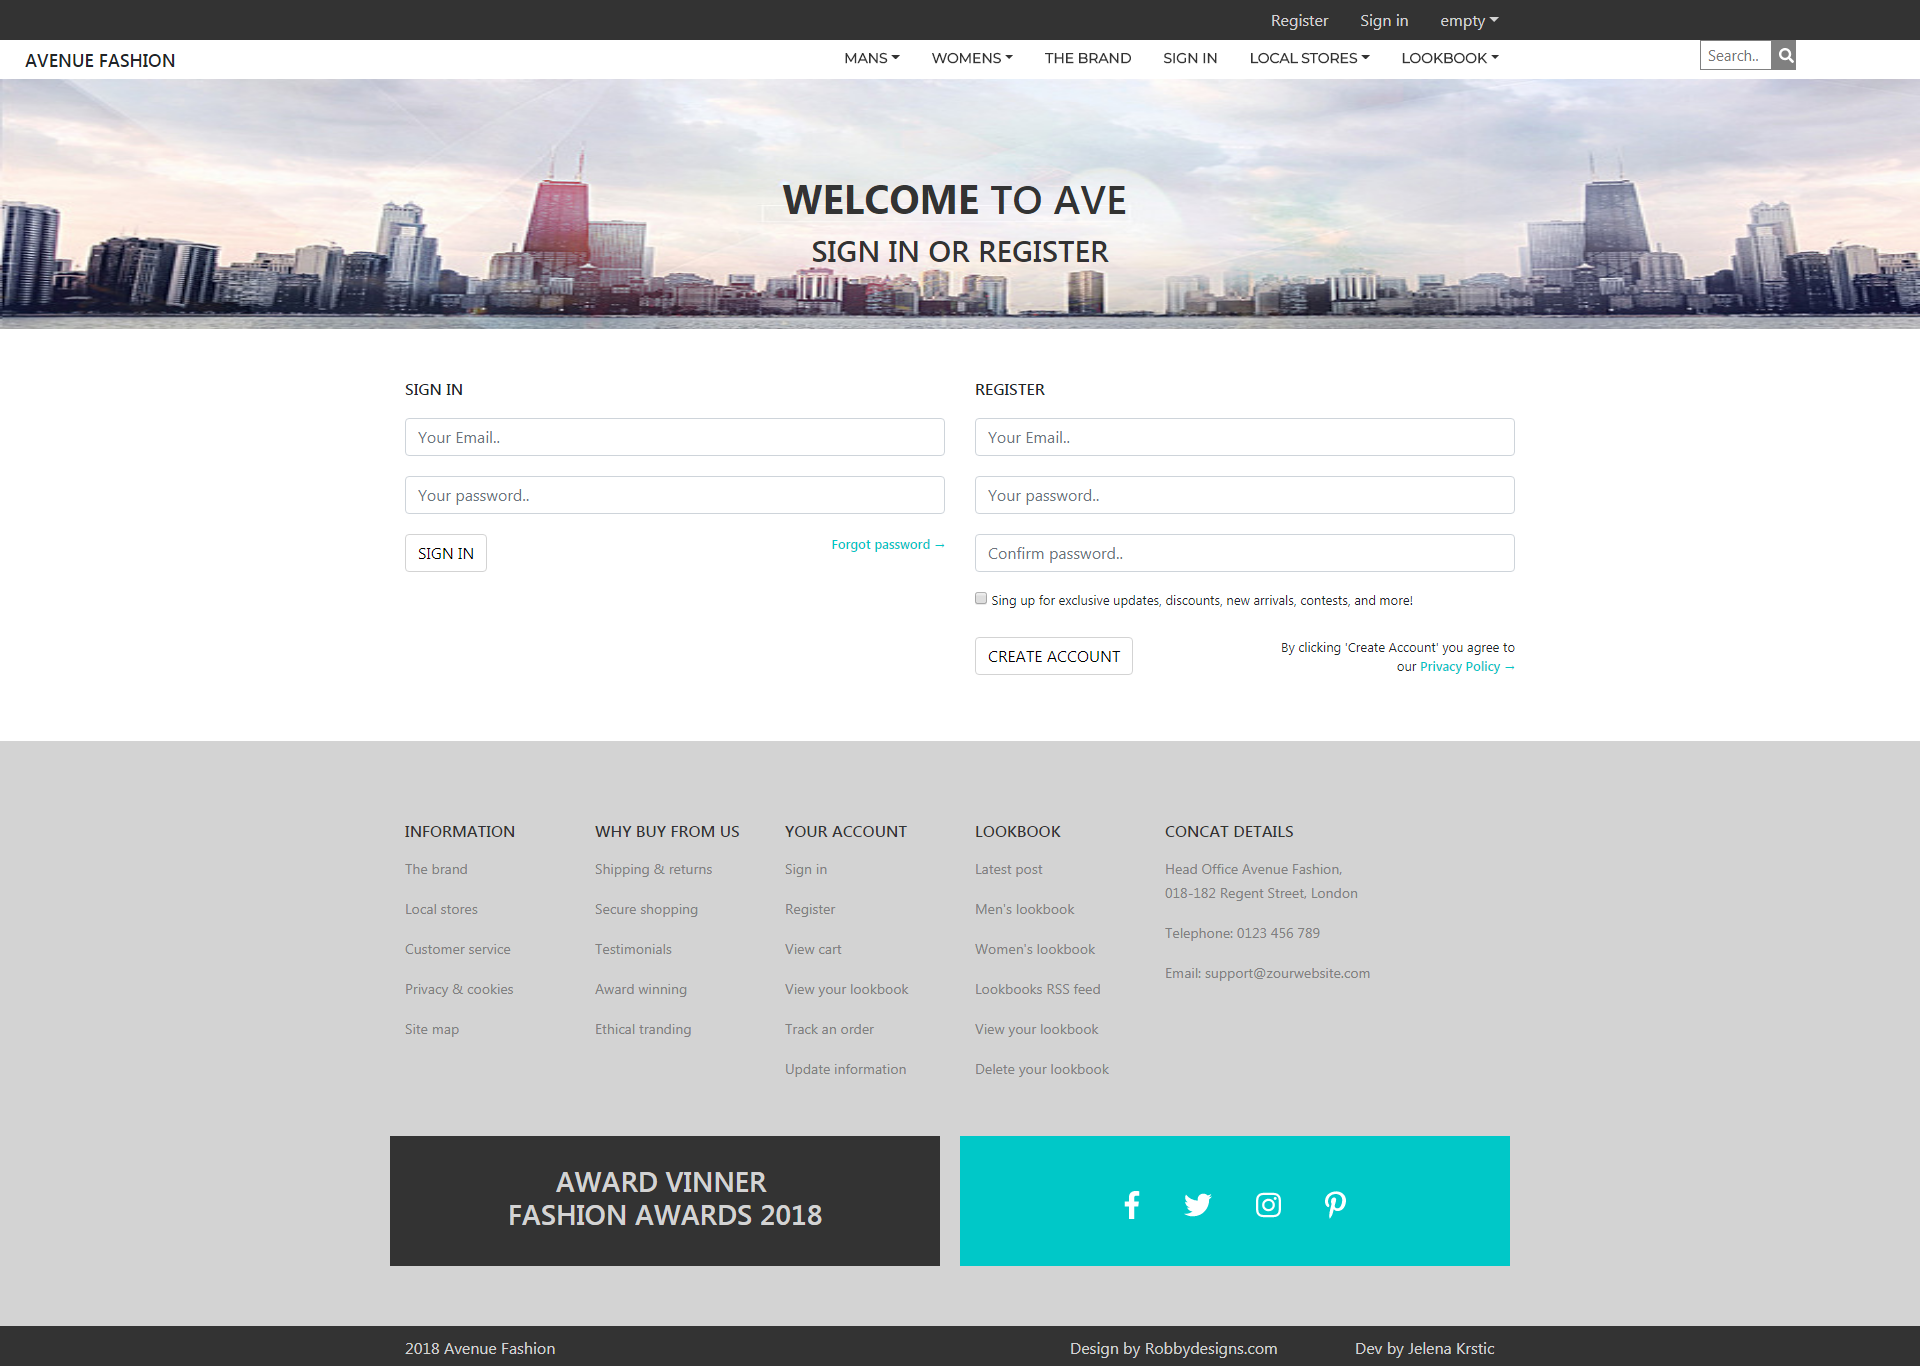 Register Sign in empty
AVENUE FASHION MANS WOMENS THE BRAND SIGN IN LOCAL STORES LOOKBOOK Search..
WELCOME TO AVE
SIGN IN OR REGISTER
SIGN IN
Your Email..
Your password..
SIGN IN Forgot password →
REGISTER
Your Email..
Your password..
Confirm password..
Sing up for exclusive updates, discounts, new arrivals, contests, and more!
CREATE ACCOUNT
By clicking 'Create Account' you agree to
our Privacy Policy →
INFORMATION
The brand
Local stores
Customer service
Privacy & cookies
Site map
WHY BUY FROM US
Shipping & returns
Secure shopping
Testimonials
Award winning
Ethical tranding
YOUR ACCOUNT
Sign in
Register
View cart
View your lookbook
Track an order
Update information
LOOKBOOK
Latest post
Men's lookbook
Women's lookbook
Lookbooks RSS feed
View your lookbook
Delete your lookbook
CONCAT DETAILS
Head Office Avenue Fashion,
018-182 Regent Street, London
Telephone: 0123 456 789
Email: support@zourwebsite.com
AWARD VINNER
FASHION AWARDS 2018
2018 Avenue Fashion Design by Robbydesigns.com Dev by Jelena Krstic